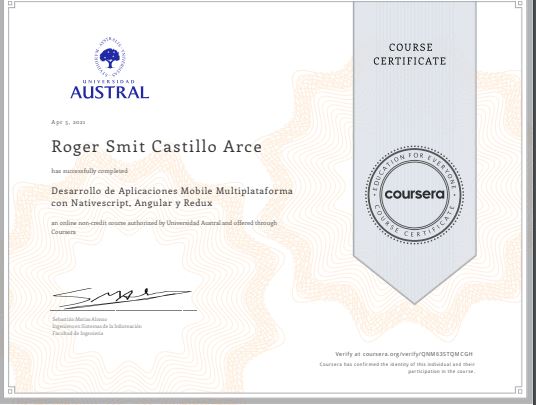 UNIVERSIDAD
AUSTRAL
COURSE
CERTIFICATE
Apr 5, 2021
Roger Smit Castillo Arce
has successfully completed
Desarrollo de Aplicaciones Mobile Multiplataforma
con Nativescript, Angular y Redux
an online non-credit course authorized by Universidad Austral and offered through
Coursera
EDUCATION FOR EVERYONE
coursera
COURSE CERTIFICATE
Sebastián Matías Alonso
Ingeniero en Sistemas de la Información
Facultad de Ingeniería
Verify at coursera.org/verify/QNM63STQMCGH
Coursera has confirmed the identity of this individual and their
participation in the course.